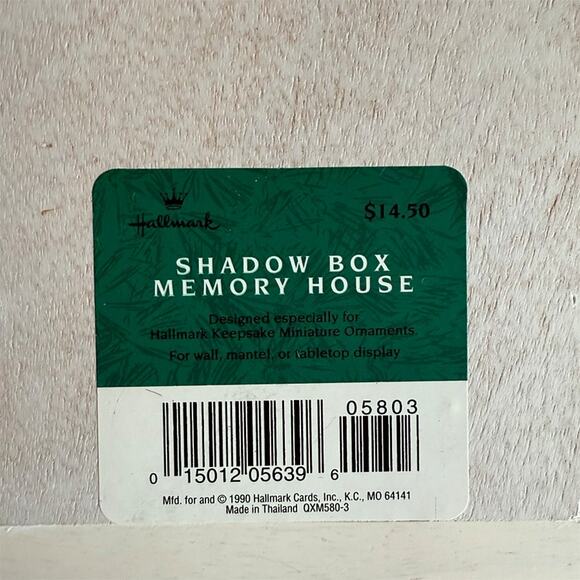 Hallmark
$14.50
SHADOW BOX
MEMORY HOUSE
Designed especially for
Hallmark Keepsake Miniature Ornaments.
For wall, mantel, or tabletop display
05803
0 15012 05639 6
Mfd. for and © 1990 Hallmark Cards, Inc., K.C., MO 64141
Made in Thailand QXM580-3